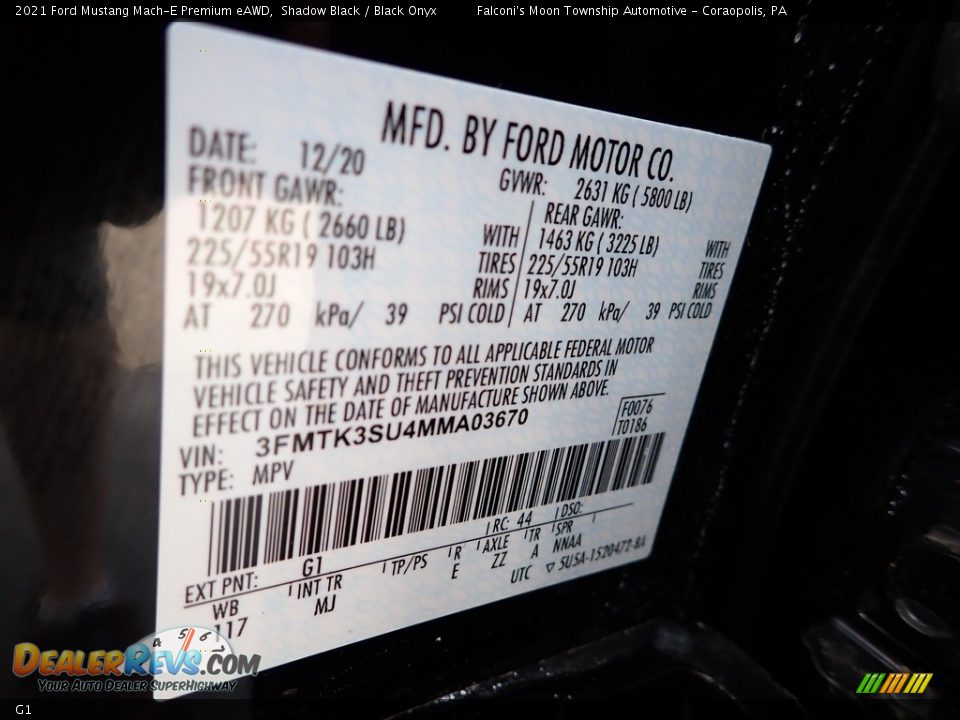 2021 Ford Mustang Mach-E Premium eAWD, Shadow Black / Black Onyx Falconi's Moon Township Automotive - Coraopolis, PA
MFD. BY FORD MOTOR CO.
DATE: 12/20 GVWR: 2631 KG ( 5800 LB)
FRONT GAWR: REAR GAWR:
1207 KG ( 2660 LB) WITH 1463 KG ( 3225 LB) WITH
225/55R19 103H TIRES 225/55R19 103H TIRES
19x7.0J RIMS 19x7.0J RIMS
AT 270 kPa/ 39 PSI COLD AT 270 kPa/ 39 PSI COLD
THIS VEHICLE CONFORMS TO ALL APPLICABLE FEDERAL MOTOR
VEHICLE SAFETY AND THEFT PREVENTION STANDARDS IN
EFFECT ON THE DATE OF MANUFACTURE SHOWN ABOVE.
VIN: 3FMTK3SU4MMA03670 F0076
TYPE: MPV T0186
EXT PNT: G1 RC: 44 DSO:
WB INT TR TP/PS R AXLE TR SPR
117 MJ E ZZ A NNAA
UTC ▽ 5U5A-1520472-BA
4 5 6
DEALERREVS.COM
YOUR AUTO DEALER SUPERHIGHWAY
G1